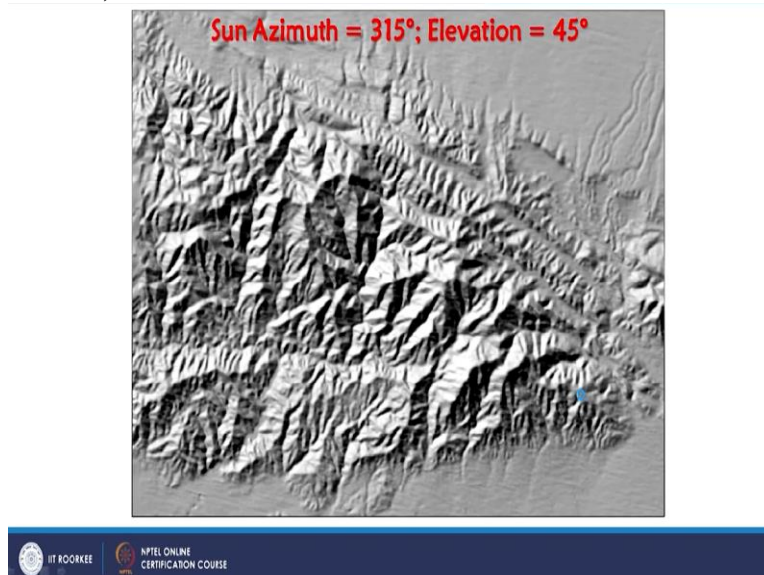 Sun Azimuth = 315°; Elevation = 45°
IIT ROORKEE
NPTEL ONLINE
CERTIFICATION COURSE